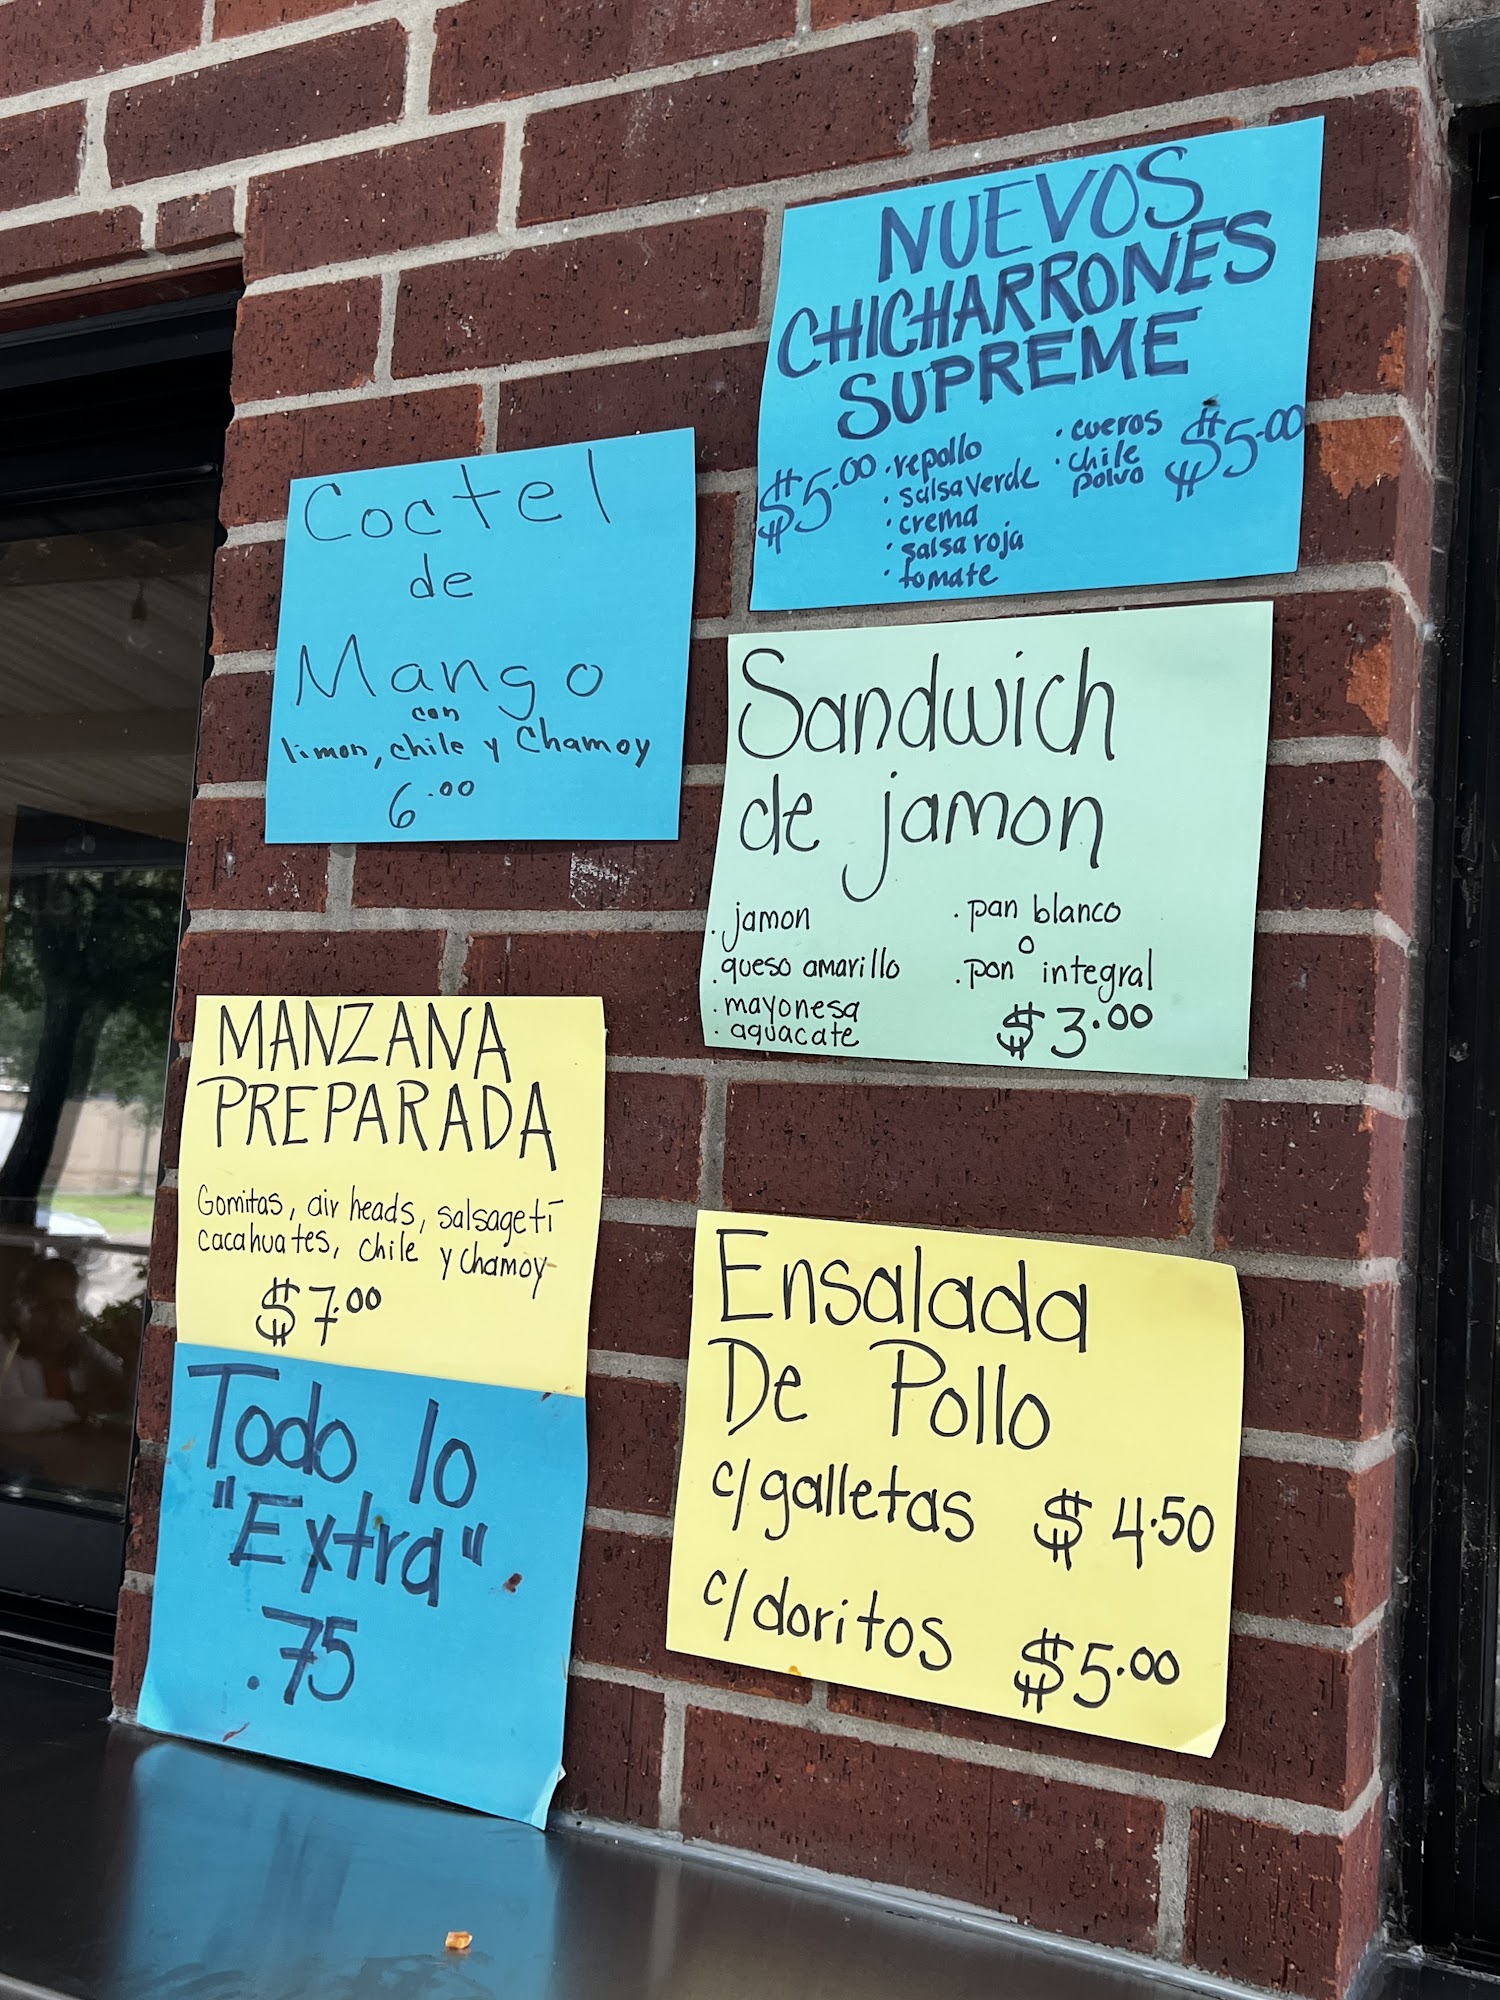 NUEVOS
CHICHARRONES
SUPREME
$5.00
· repollo
· salsa verde
· crema
· salsa roja
· tomate
· cueros
· chile
polvo
$5.00
Coctel
de
Mango
con
limon, chile y Chamoy
6.00
Sandwich
de jamon
. jamon
. queso amarillo
. mayonesa
. aguacate
. pan blanco
o
. pan integral
$3.00
MANZANA
PREPARADA
Gomitas, air heads, salsageti
cacahuates, chile y chamoy
$7.00
Todo lo
"Extra"
.75
Ensalada
De Pollo
c/galletas $4.50
c/doritos $5.00